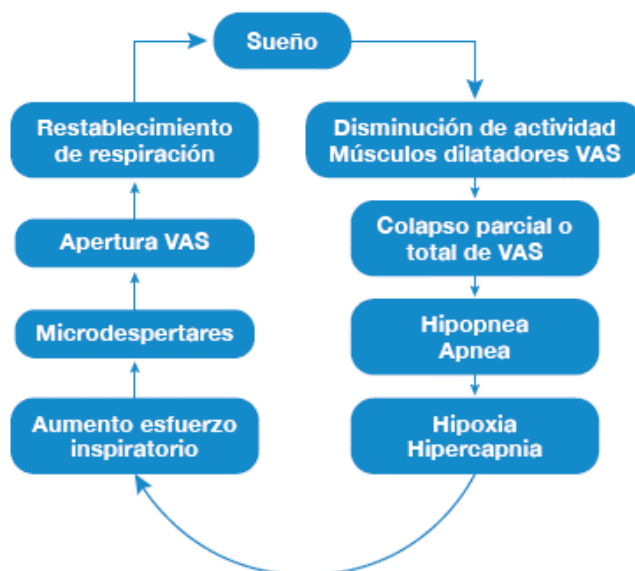 Sueño
Disminución de actividad
Músculos dilatadores VAS
Colapso parcial o
total de VAS
Hipopnea
Apnea
Hipoxia
Hipercapnia
Aumento esfuerzo
inspiratorio
Microdespertares
Apertura VAS
Restablecimiento
de respiración